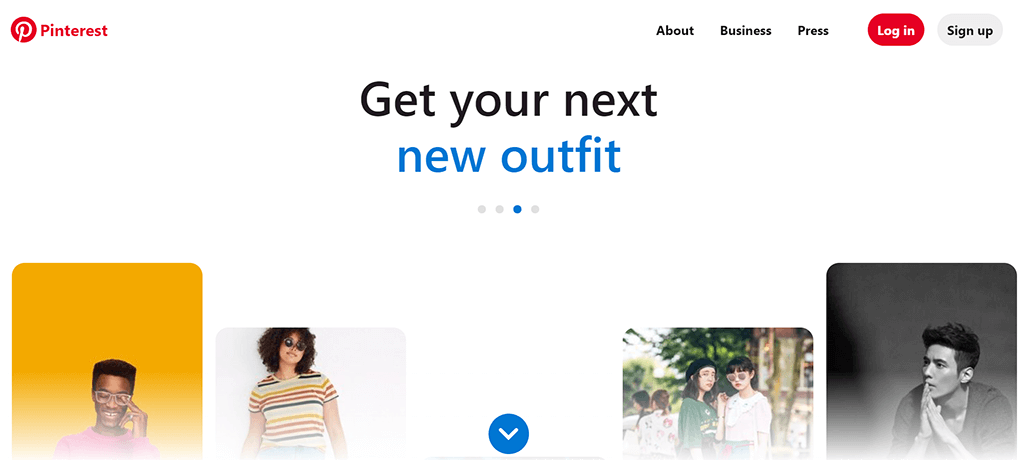 Pinterest
About
Business
Press
Log in
Sign up
Get your next
new outfit